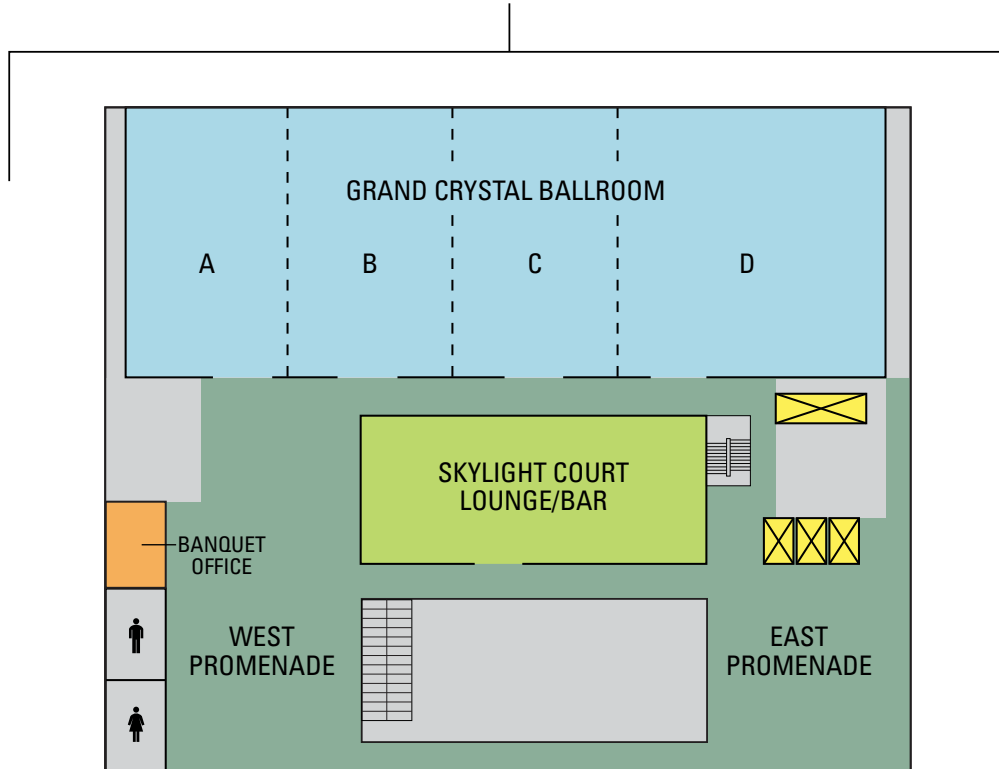 GRAND CRYSTAL BALLROOM
A
B
C
D
SKYLIGHT COURT
LOUNGE/BAR
BANQUET
OFFICE
WEST
PROMENADE
EAST
PROMENADE